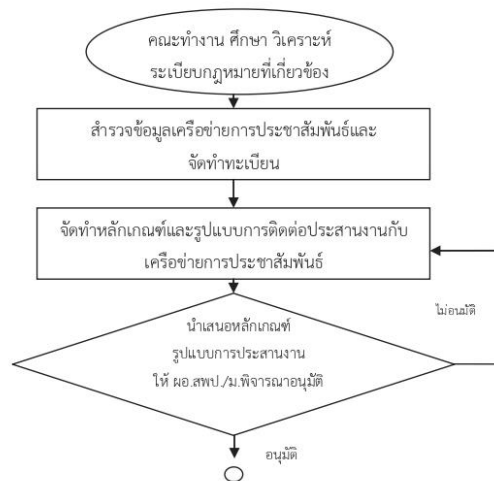 คณะทำงาน ศึกษา วิเคราะห์
ระเบียบกฎหมายที่เกี่ยวข้อง
สำรวจข้อมูลเครือข่ายการประชาสัมพันธ์และ
จัดทำทะเบียน
จัดทำหลักเกณฑ์และรูปแบบการติดต่อประสานงานกับ
เครือข่ายการประชาสัมพันธ์
นำเสนอหลักเกณฑ์
รูปแบบการประสานงาน
ให้ ผอ.สพป./ม.พิจารณาอนุมัติ
ไม่อนมัติ
อนุมัติ